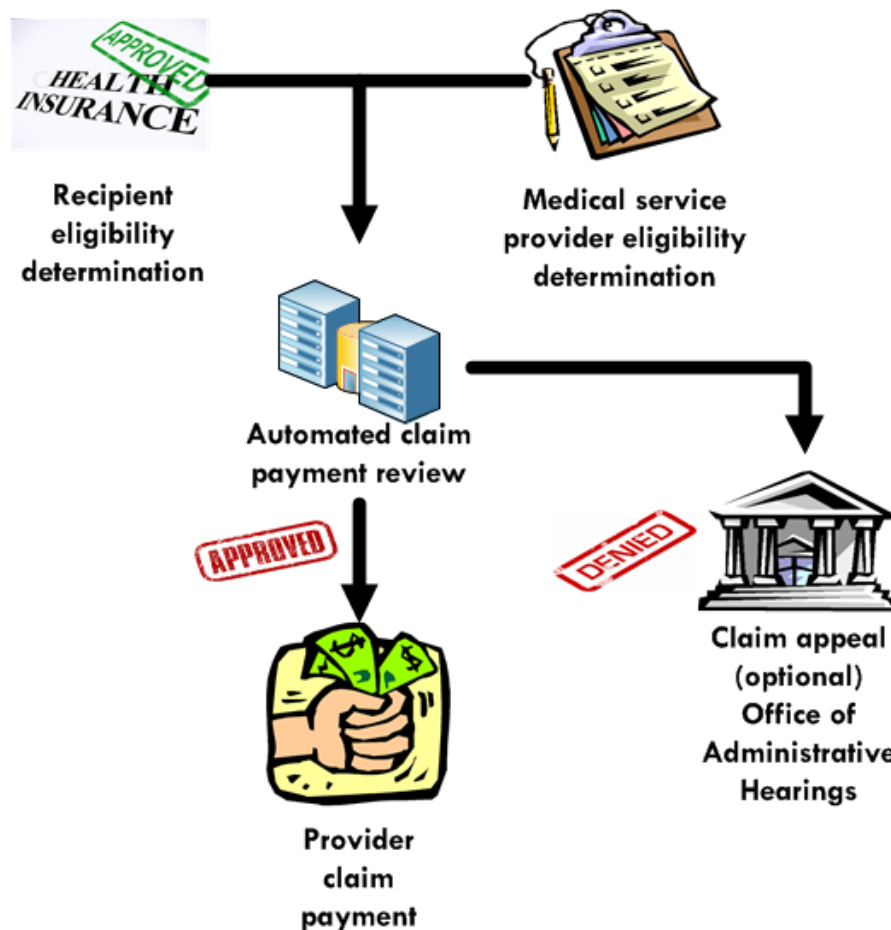 APPROVED
HEALTH
INSURANCE
Recipient
eligibility
determination
Medical service
provider eligibility
determination
Automated claim
payment review
APPROVED
DENIED
$
$
Claim appeal
(optional)
Office of
Administrative
Hearings
Provider
claim
payment